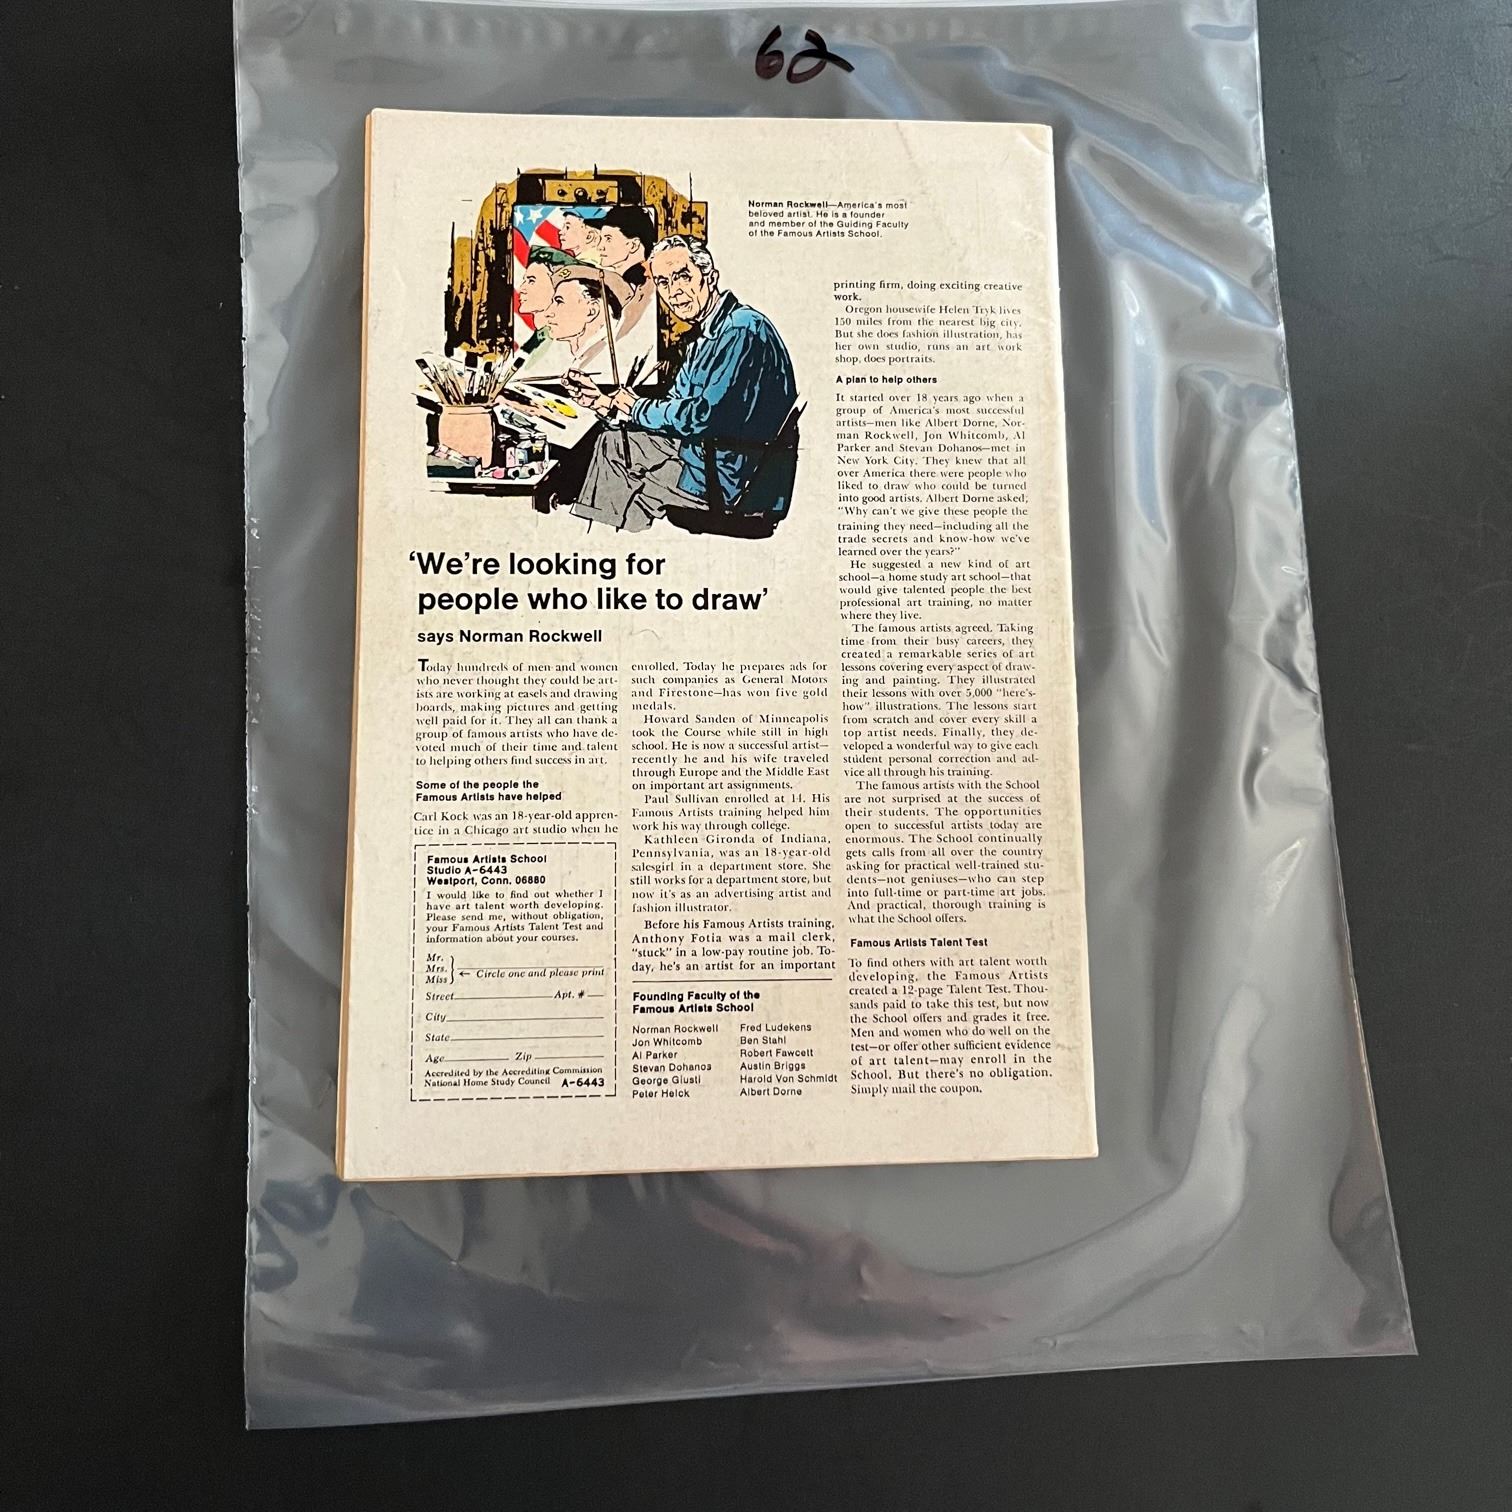 62
Norman Rockwell—America's most
beloved artist. He is a founder
and member of the Guiding Faculty
of the Famous Artists School.
'We're looking for
people who like to draw'
says Norman Rockwell
Today hundreds of men and women
who never thought they could be art-
ists are working at easels and drawing
boards, making pictures and getting
well paid for it. They all can thank a
group of famous artists who have de-
voted much of their time and talent
to helping others find success in art.
Some of the people the
Famous Artists have helped
Carl Kock was an 18-year-old appren-
tice in a Chicago art studio when he
enrolled. Today he prepares ads for
such companies as General Motors
and Firestone—has won five gold
medals.
Howard Sanden of Minneapolis
took the Course while still in high
school. He is now a successful artist—
recently he and his wife traveled
through Europe and the Middle East
on important art assignments.
Paul Sullivan enrolled at 14. His
Famous Artists training helped him
work his way through college.
Kathleen Gironda of Indiana,
Pennsylvania, was an 18-year-old
salesgirl in a department store. She
still works for a department store, but
now it's as an advertising artist and
fashion illustrator.
Before his Famous Artists training,
Anthony Fotia was a mail clerk,
"stuck" in a low-pay routine job. To-
day, he's an artist for an important
printing firm, doing exciting creative
work.
Oregon housewife Helen Tryk lives
150 miles from the nearest big city.
But she does fashion illustration, has
her own studio, runs an art work
shop, does portraits.
A plan to help others
It started over 18 years ago when a
group of America's most successful
artists—men like Albert Dorne, Nor-
man Rockwell, Jon Whitcomb, Al
Parker and Stevan Dohanos—met in
New York City. They knew that all
over America there were people who
liked to draw who could be turned
into good artists. Albert Dorne asked,
"Why can't we give these people the
training they need—including all the
trade secrets and know-how we've
learned over the years?"
He suggested a new kind of art
school—a home study art school—that
would give talented people the best
professional art training, no matter
where they live.
The famous artists agreed. Taking
time from their busy careers, they
created a remarkable series of art
lessons covering every aspect of draw-
ing and painting. They illustrated
their lessons with over 5,000 "here's-
how" illustrations. The lessons start
from scratch and cover every skill a
top artist needs. Finally, they de-
veloped a wonderful way to give each
student personal correction and ad-
vice all through his training.
The famous artists with the School
are not surprised at the success of
their students. The opportunities
open to successful artists today are
enormous. The School continually
gets calls from all over the country
asking for practical well-trained stu-
dents—not geniuses—who can step
into full-time or part-time art jobs.
And practical, thorough training is
what the School offers.
Famous Artists Talent Test
To find others with art talent worth
developing, the Famous Artists
created a 12-page Talent Test. Thou-
sands paid to take this test, but now
the School offers and grades it free.
Men and women who do well on the
test—or offer other sufficient evidence
of art talent—may enroll in the
School. But there's no obligation.
Simply mail the coupon.
Famous Artists School
Studio A-6443
Westport, Conn. 06880
I would like to find out whether I
have art talent worth developing.
Please send me, without obligation,
your Famous Artists Talent Test and
information about your courses.
Mr.
Mrs.
Miss
← Circle one and please print
Street Apt. #
City
State
Age Zip
Accredited by the Accrediting Commission
National Home Study Council A-6443
Founding Faculty of the
Famous Artists School
Norman Rockwell
Jon Whitcomb
Al Parker
Stevan Dohanos
George Giusti
Peter Helck
Fred Ludekens
Ben Stahl
Robert Fawcett
Austin Briggs
Harold Von Schmidt
Albert Dorne